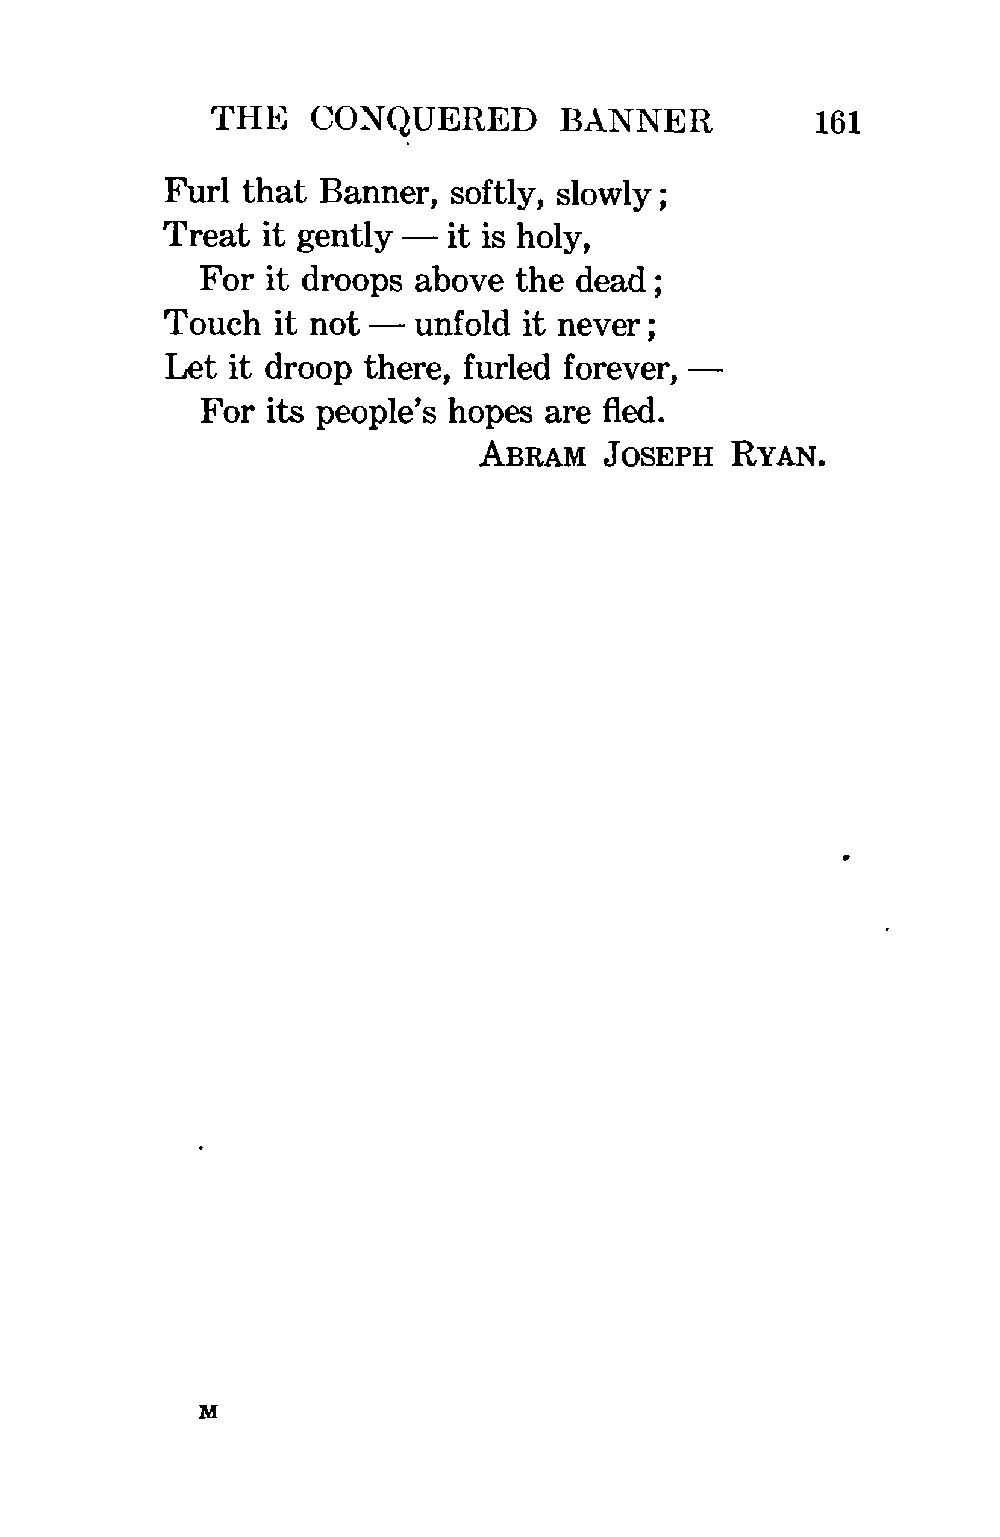 THE CONQUERED BANNER 161
Furl that Banner, softly, slowly;
Treat it gently — it is holy,
For it droops above the dead;
Touch it not — unfold it never;
Let it droop there, furled forever, —
For its people's hopes are fled.
ABRAM JOSEPH RYAN.
M